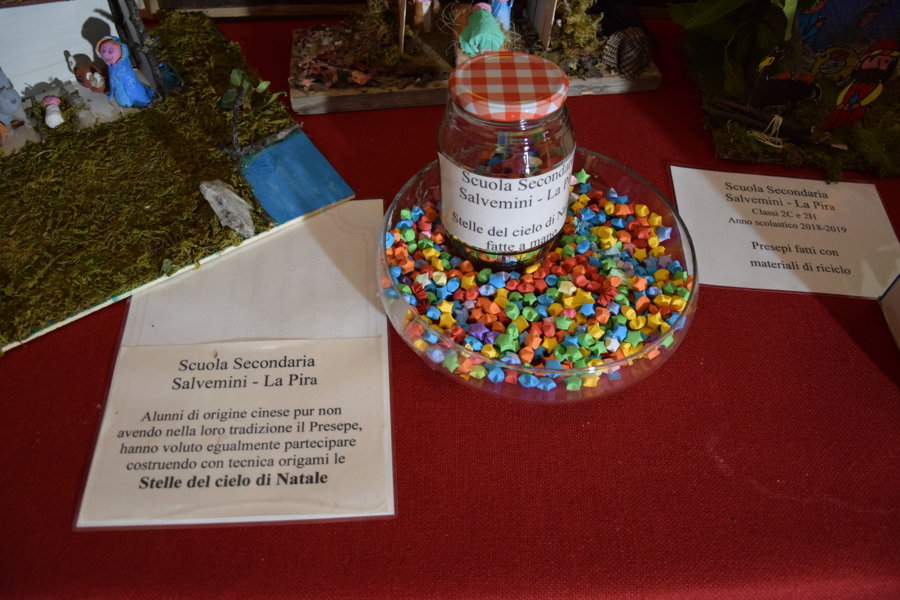 Scuola Secondaria
Salvemini - La Pira
Alunni di origine cinese pur non
avendo nella loro tradizione il Presepe,
hanno voluto egualmente partecipare
costruendo con tecnica origami le
Stelle del cielo di Natale
Scuola Seconda
Salvemini - La P
Stelle del cielo di N
fatte a mano
Scuola Secondaria
Salvemini - La Pira
Classi 2C e 2H
Anno scolastico 2018-2019
Presepi fatti con
materiali di riciclo